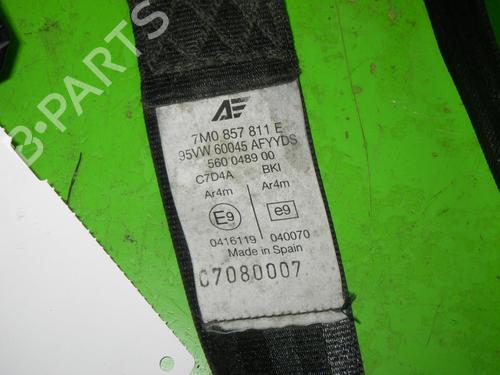 B-PARTS
7M0 857 811 E
95VW 60045 AFYYDS
560 0489 00
C7D4A BKI
Ar4m Ar4m
E9 e9
0416119 040070
Made in Spain
C7080007